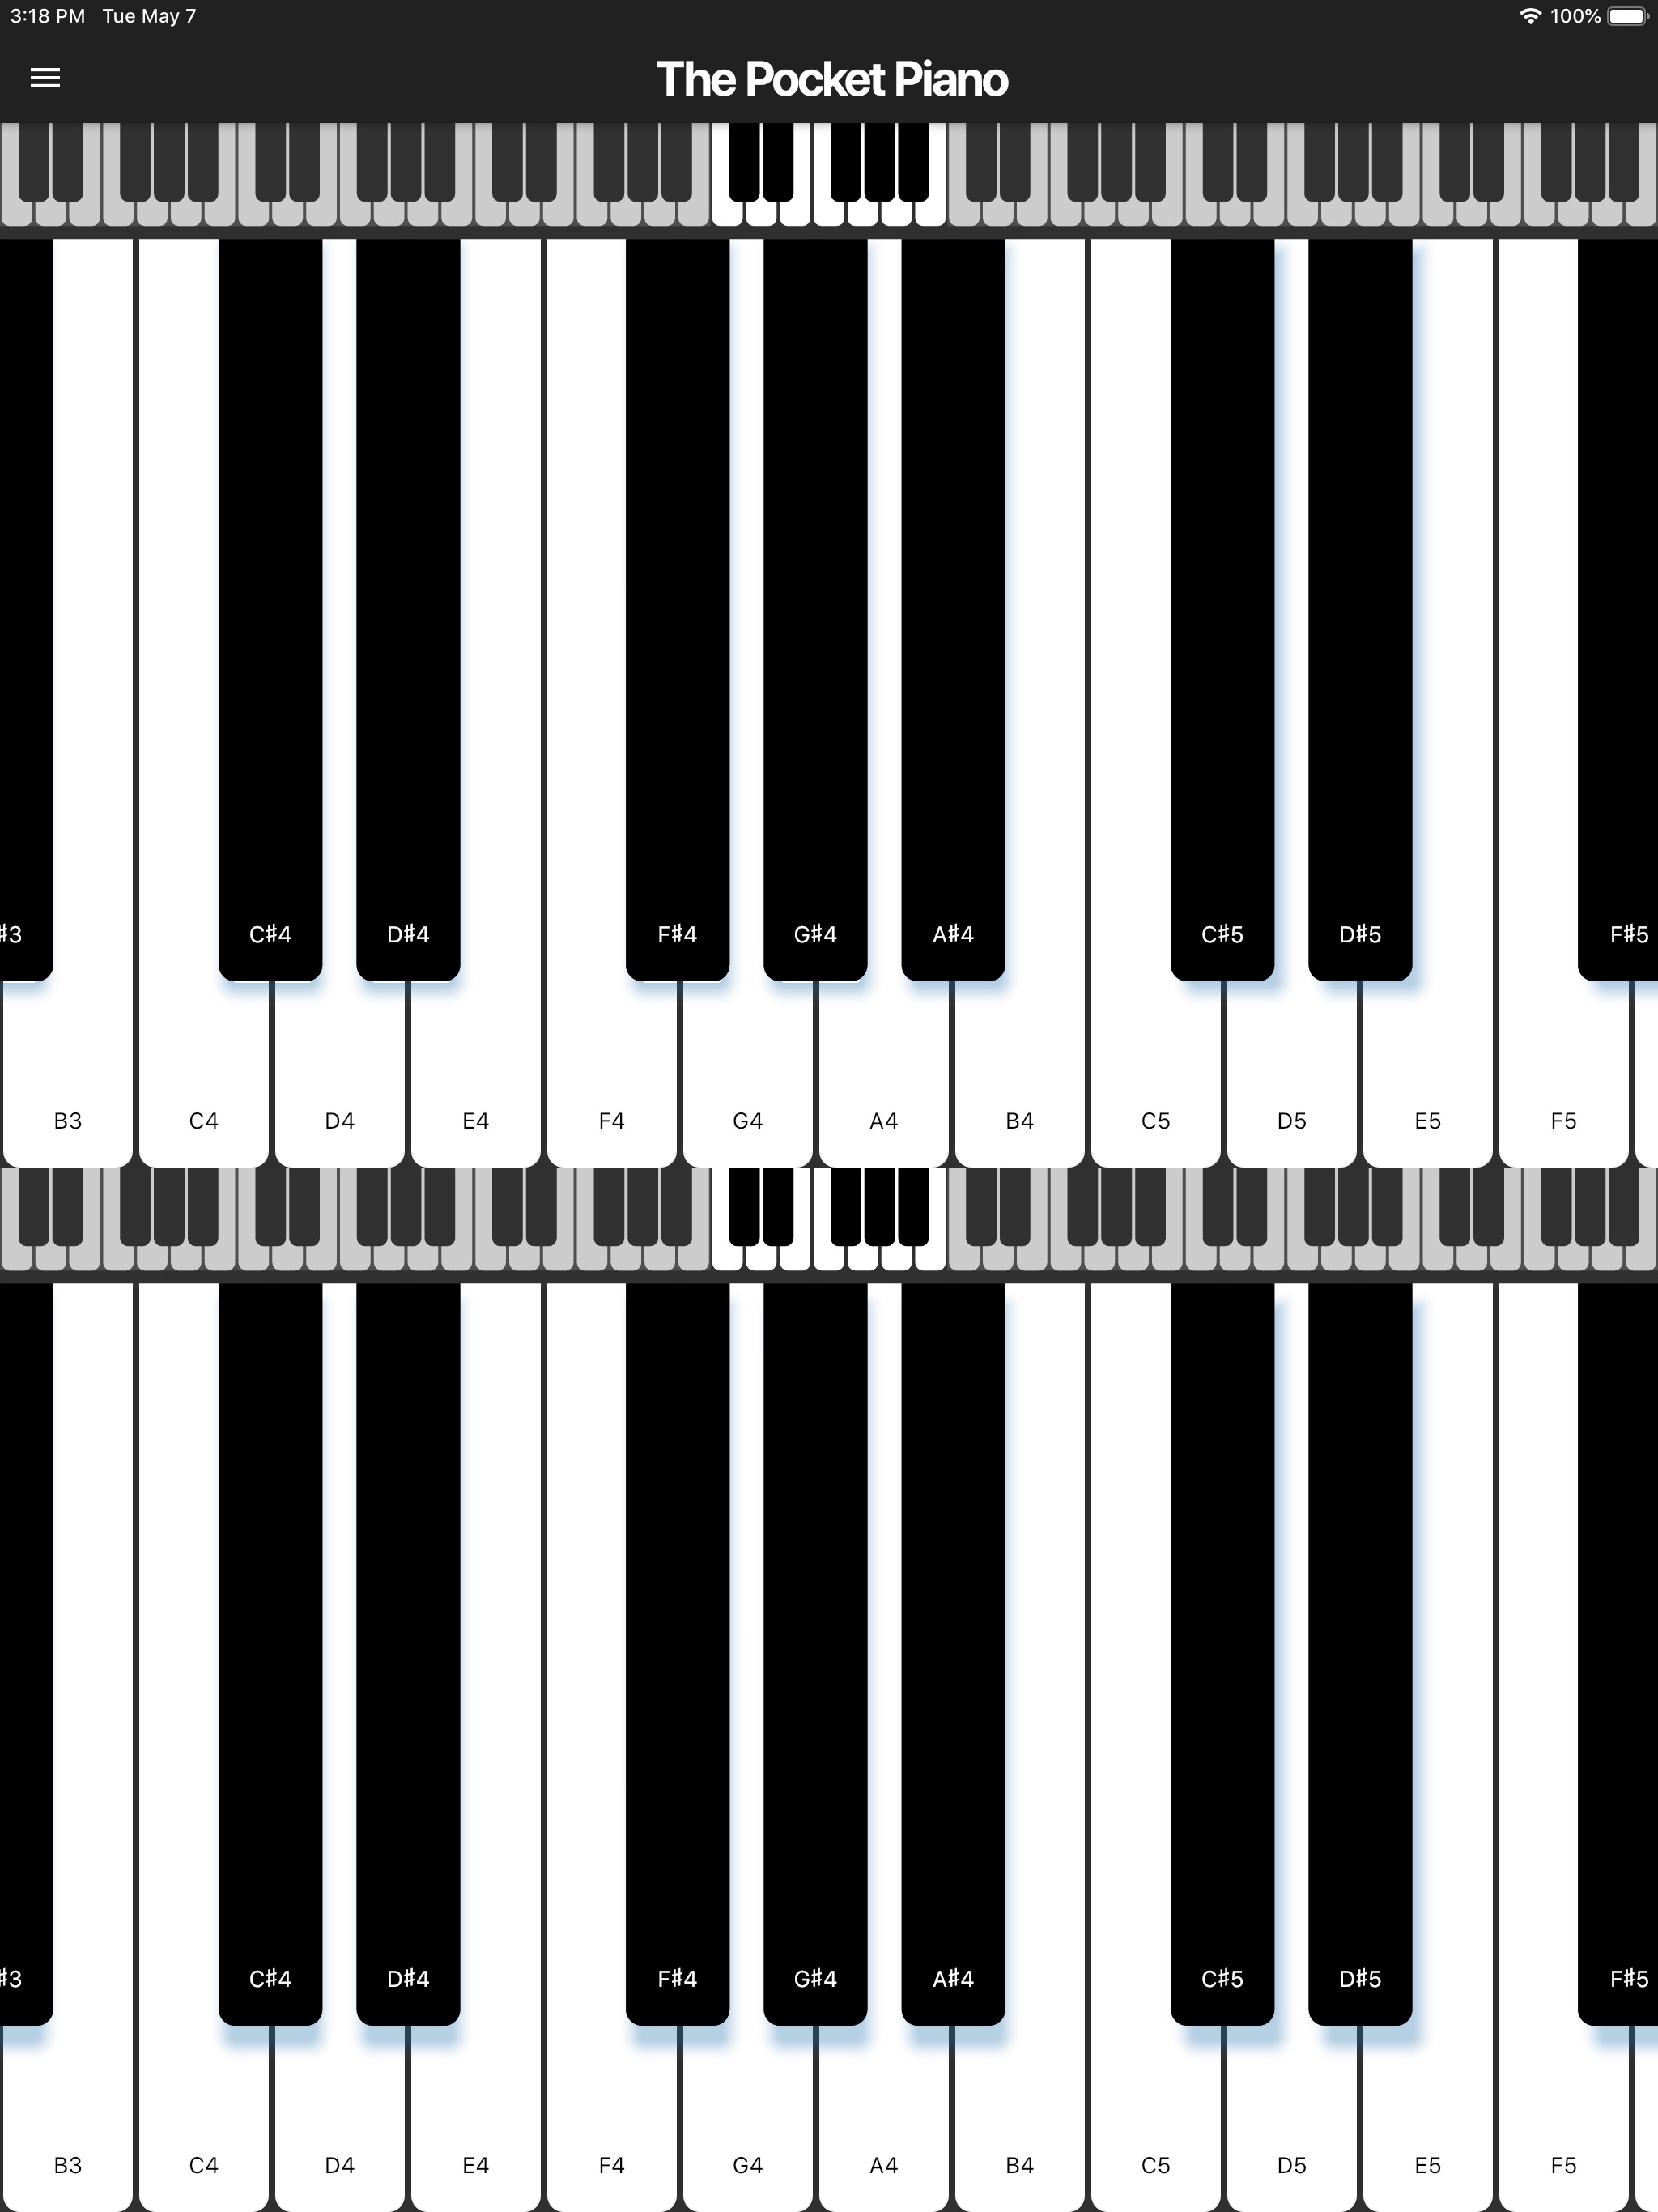 3:18 PM Tue May 7 100%
The Pocket Piano
#3 C#4 D#4 F#4 G#4 A#4 C#5 D#5 F#5
B3 C4 D4 E4 F4 G4 A4 B4 C5 D5 E5 F5
#3 C#4 D#4 F#4 G#4 A#4 C#5 D#5 F#5
B3 C4 D4 E4 F4 G4 A4 B4 C5 D5 E5 F5